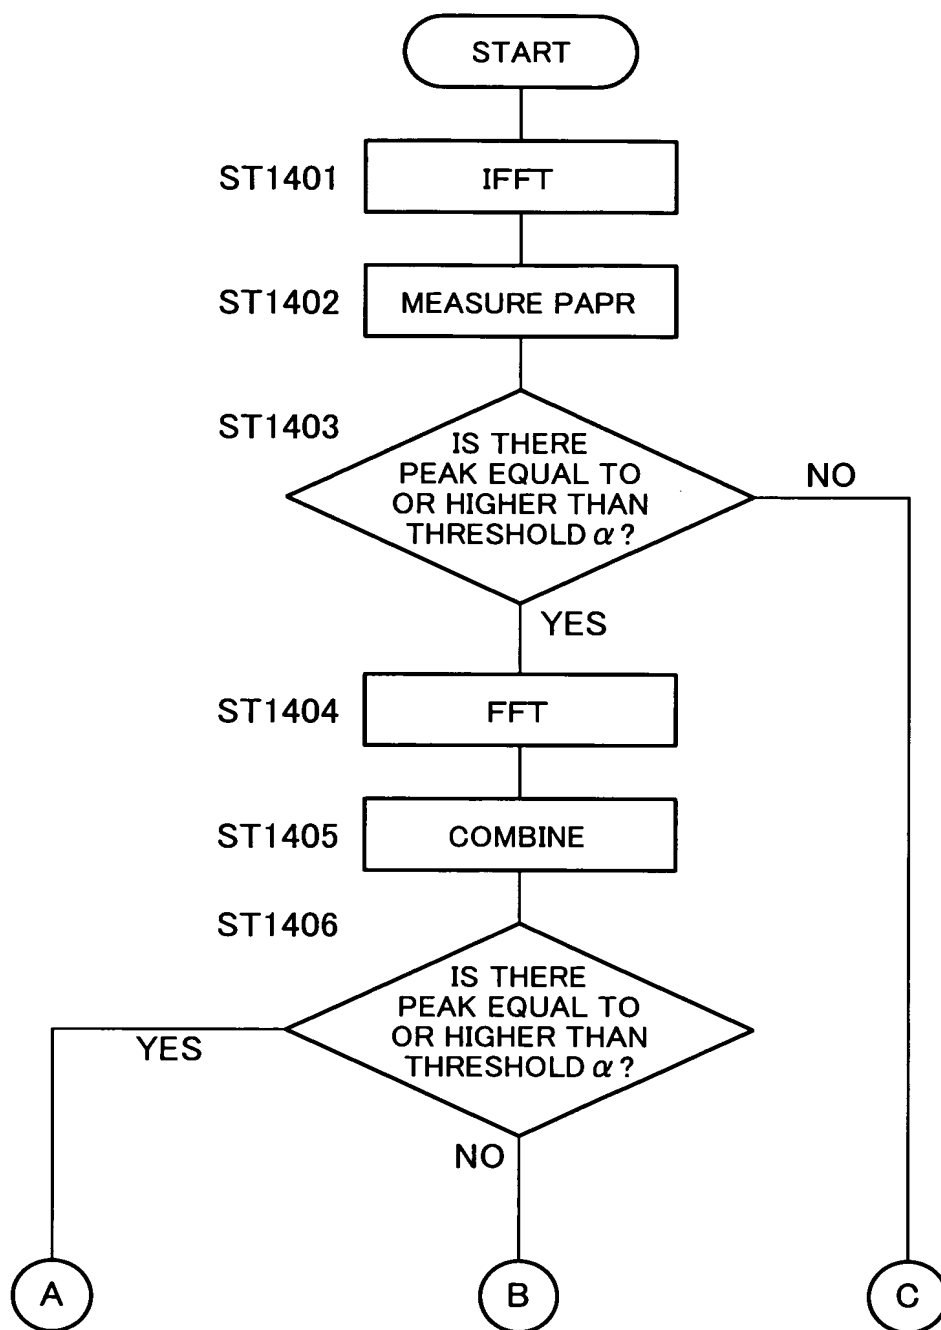 START
ST1401
IFFT
ST1402
MEASURE PAPR
ST1403
IS THERE
PEAK EQUAL TO
OR HIGHER THAN
THRESHOLD α?
NO
YES
ST1404
FFT
ST1405
COMBINE
ST1406
IS THERE
PEAK EQUAL TO
OR HIGHER THAN
THRESHOLD α?
YES
NO
A
B
C